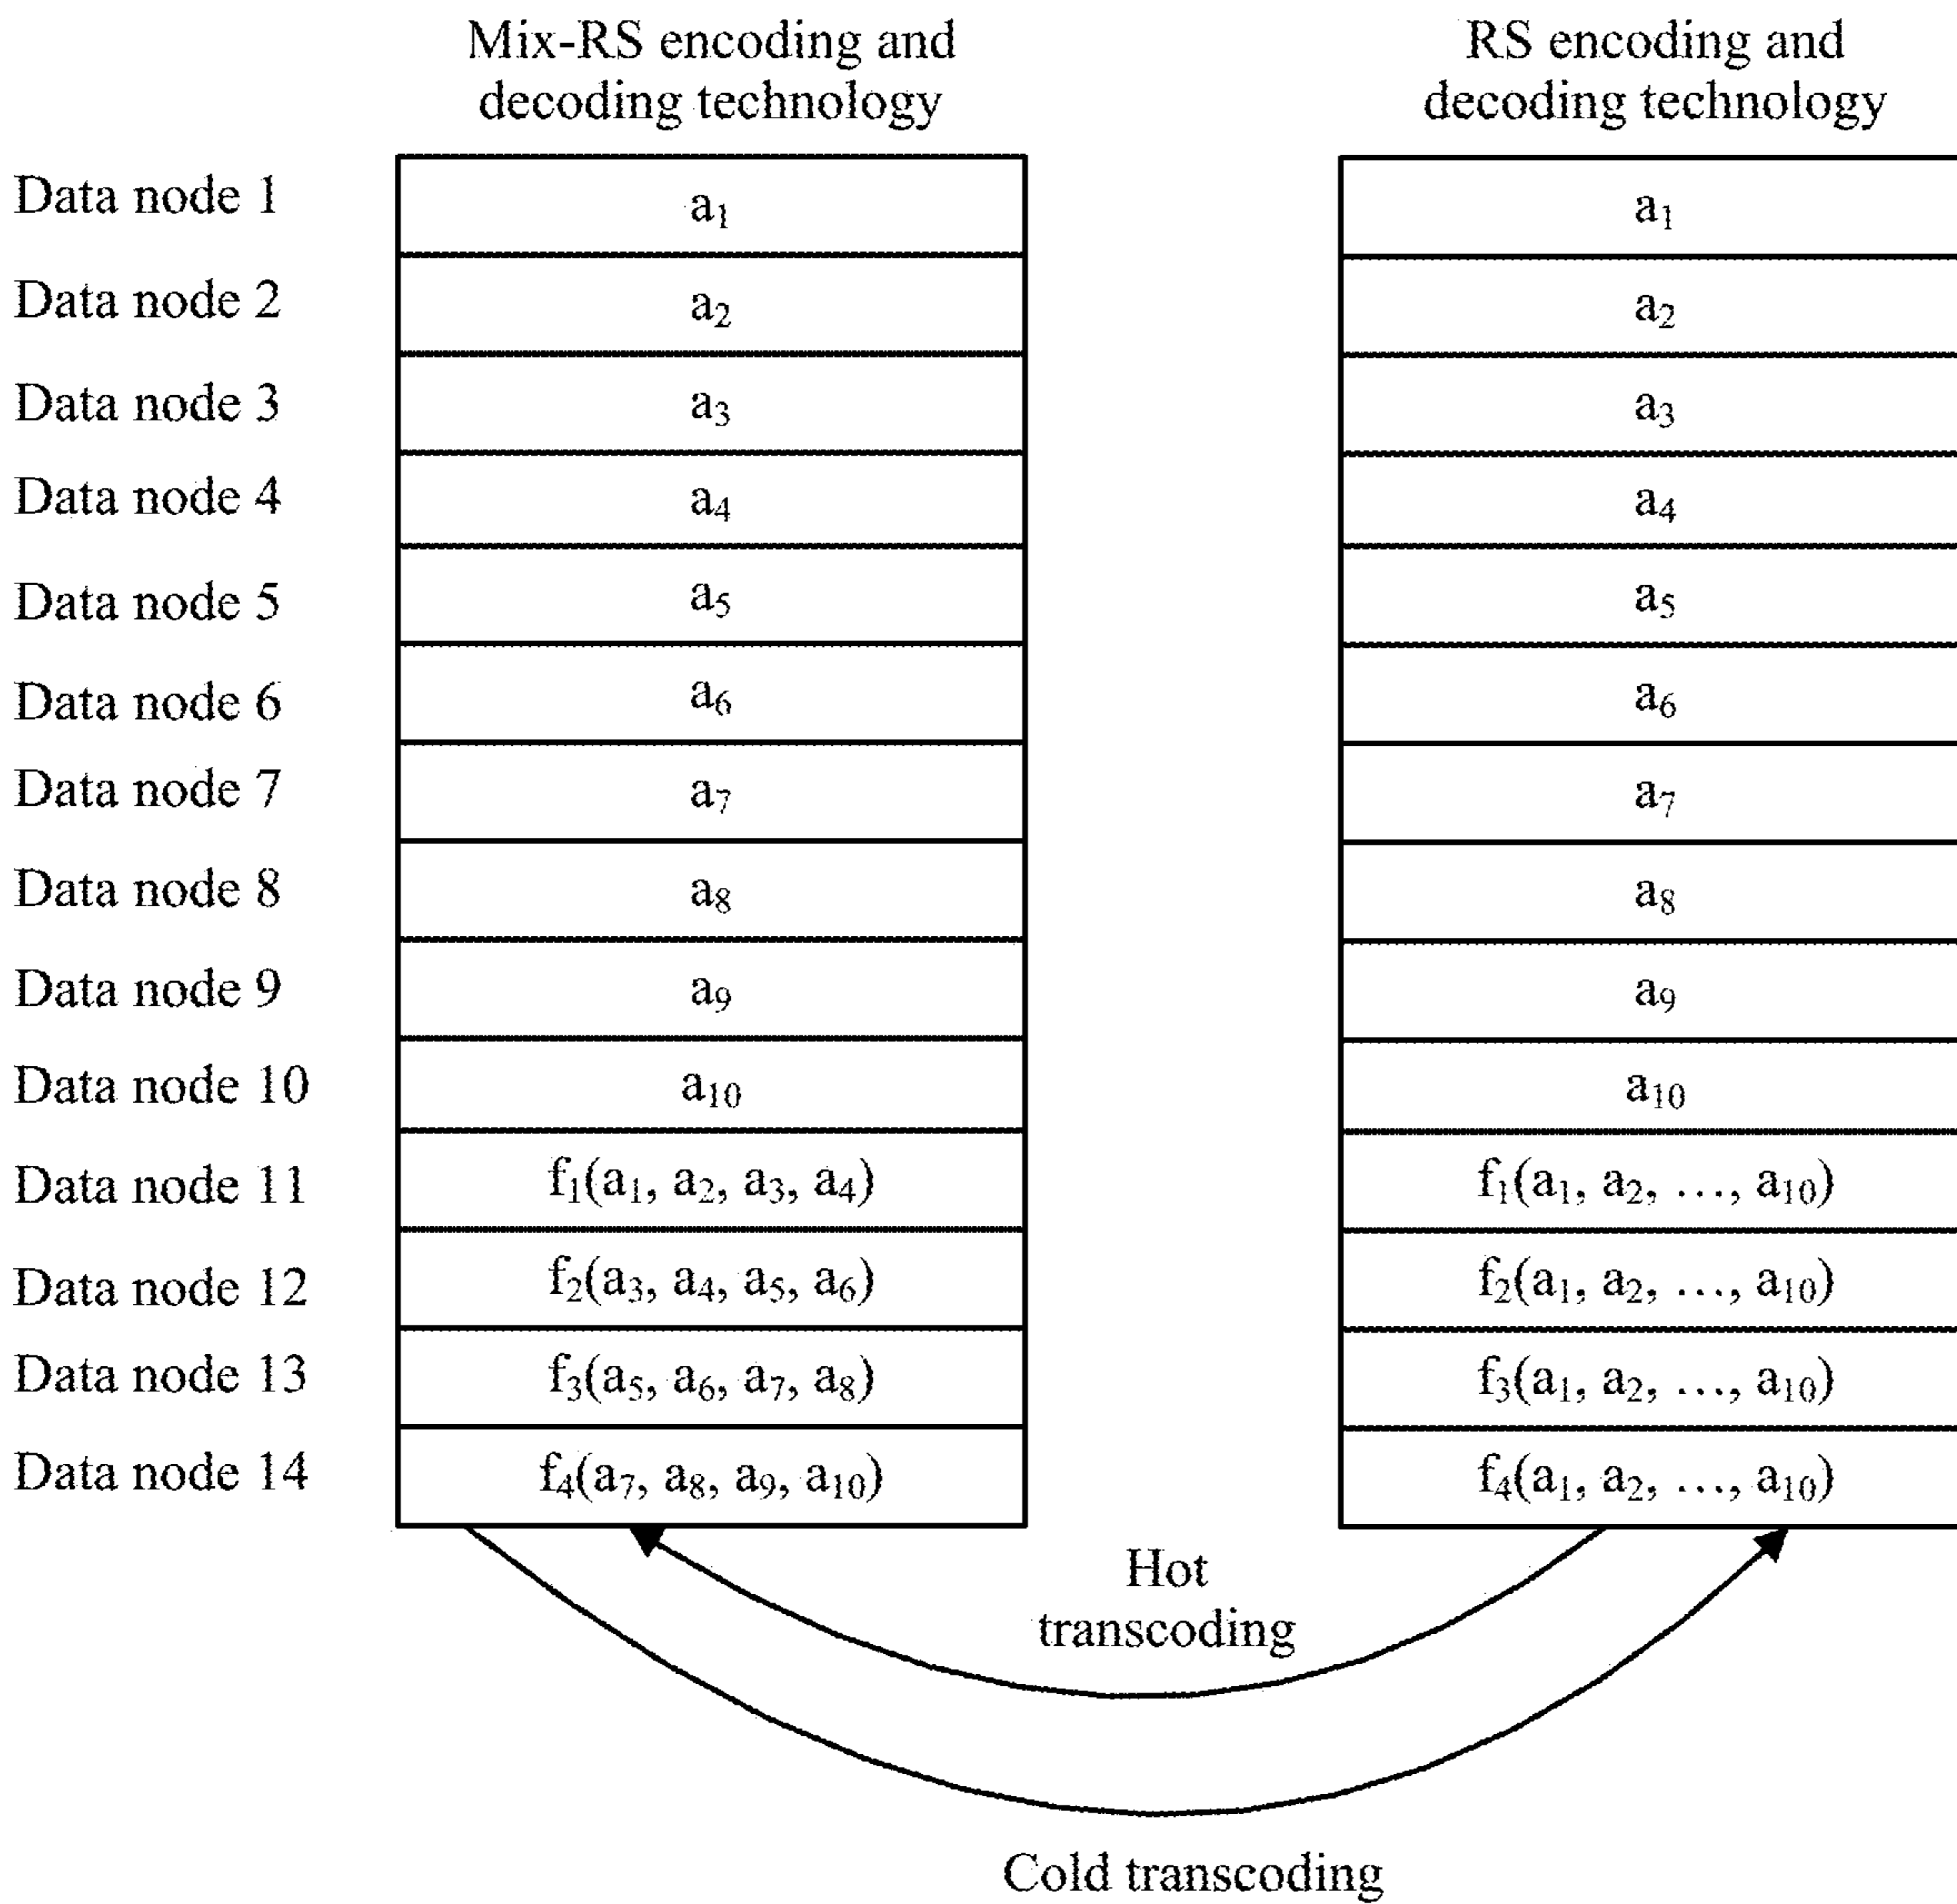 Mix-RS encoding and
decoding technology
RS encoding and
decoding technology
Data node 1 a₁ a₁
Data node 2 a₂ a₂
Data node 3 a₃ a₃
Data node 4 a₄ a₄
Data node 5 a₅ a₅
Data node 6 a₆ a₆
Data node 7 a₇ a₇
Data node 8 a₈ a₈
Data node 9 a₉ a₉
Data node 10 a₁₀ a₁₀
Data node 11 f₁(a₁, a₂, a₃, a₄) f₁(a₁, a₂, ..., a₁₀)
Data node 12 f₂(a₃, a₄, a₅, a₆) f₂(a₁, a₂, ..., a₁₀)
Data node 13 f₃(a₅, a₆, a₇, a₈) f₃(a₁, a₂, ..., a₁₀)
Data node 14 f₄(a₇, a₈, a₉, a₁₀) f₄(a₁, a₂, ..., a₁₀)
Hot
transcoding
Cold transcoding